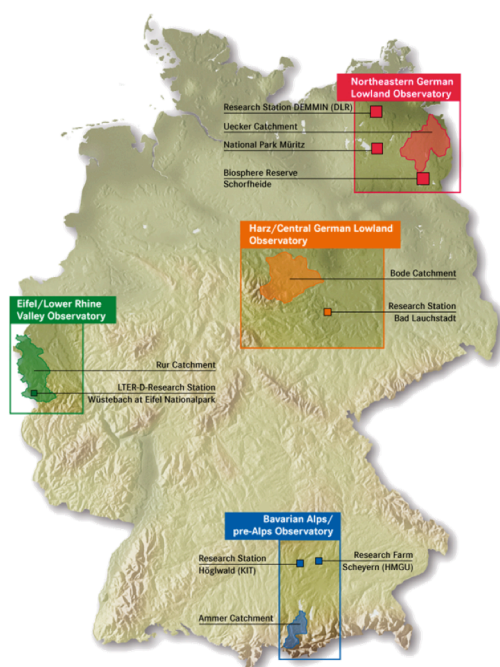 Northeastern German
Lowland Observatory
Research Station DEMMIN (DLR)
Uecker Catchment
National Park Müritz
Biosphere Reserve
Schorfheide
Harz/Central German Lowland
Observatory
Bode Catchment
Research Station
Bad Lauchstadt
Eifel/Lower Rhine
Valley Observatory
Rur Catchment
LTER-D-Research Station
Wüstebach at Eifel Nationalpark
Bavarian Alps/
pre-Alps Observatory
Research Station
Höglwald (KIT)
Research Farm
Scheyern (HMGU)
Ammer Catchment